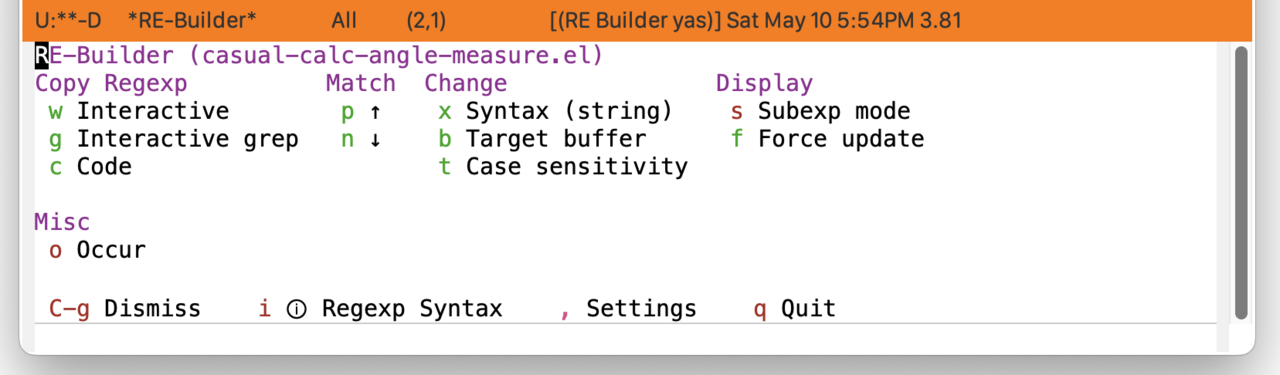 U:**-D *RE-Builder* All (2,1) [(RE Builder yas)] Sat May 10 5:54PM 3.81
RE-Builder (casual-calc-angle-measure.el)
Copy Regexp Match Change Display
w Interactive p ↑ x Syntax (string) s Subexp mode
g Interactive grep n ↓ b Target buffer f Force update
c Code t Case sensitivity
Misc
o Occur
C-g Dismiss i ⓘ Regexp Syntax , Settings q Quit